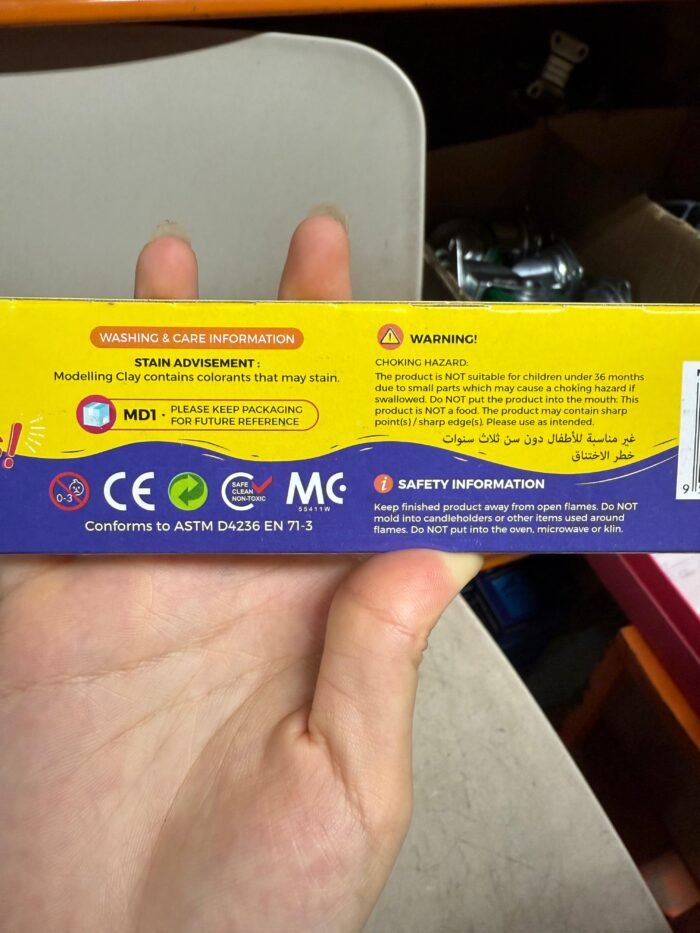 WASHING & CARE INFORMATION
STAIN ADVISEMENT :
Modelling Clay contains colorants that may stain.
MD1 · PLEASE KEEP PACKAGING
FOR FUTURE REFERENCE
0-3
CE
SAFE
CLEAN
NON-TOXIC
MC
55411W
Conforms to ASTM D4236 EN 71-3
WARNING!
CHOKING HAZARD:
The product is NOT suitable for children under 36 months
due to small parts which may cause a choking hazard if
swallowed. Do NOT put the product into the mouth. This
product is NOT a food. The product may contain sharp
point(s) / sharp edge(s). Please use as intended.
غير مناسبة للأطفال دون سن ثلاث سنوات
خطر الاختناق
SAFETY INFORMATION
Keep finished product away from open flames. Do NOT
mold into candleholders or other items used around
flames. Do NOT put into the oven, microwave or klin.
9